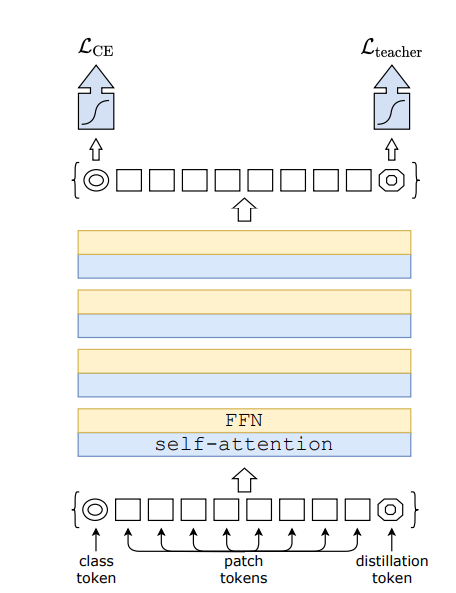 ℒCE
ℒteacher
FFN
self-attention
class
token
patch
tokens
distillation
token